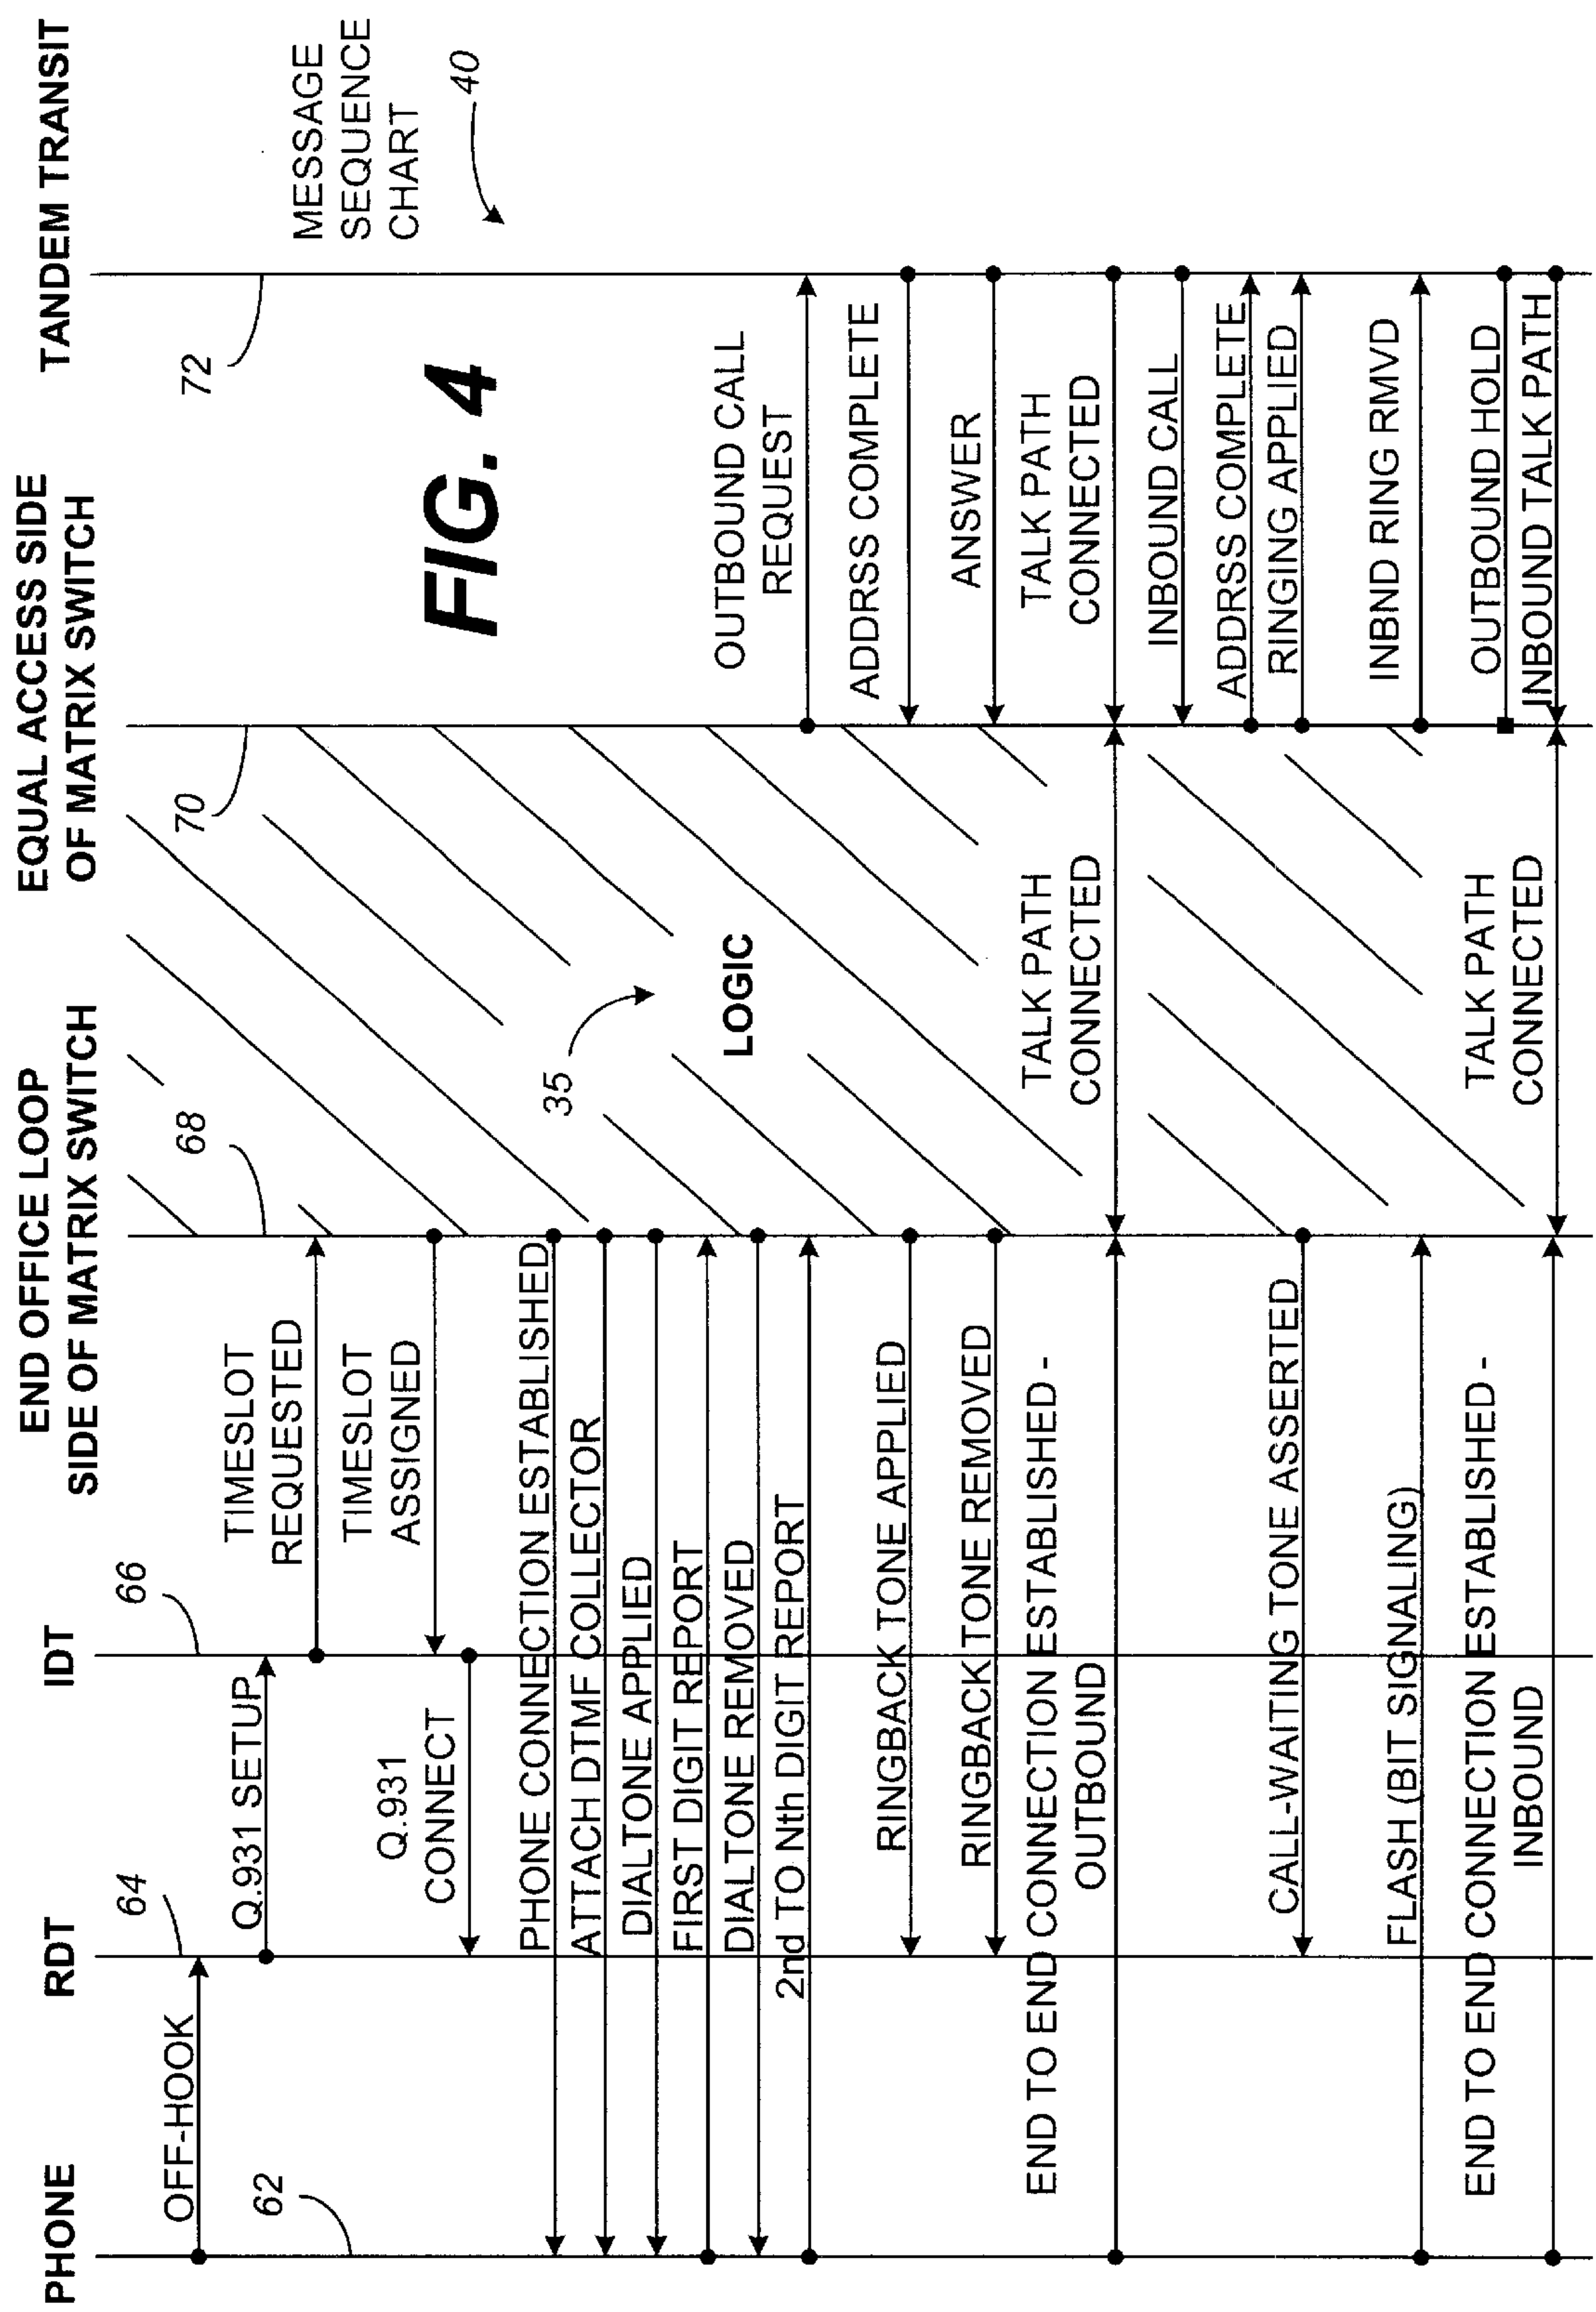 PHONE
RDT
IDT
END OFFICE LOOP
SIDE OF MATRIX SWITCH
EQUAL ACCESS SIDE
OF MATRIX SWITCH
TANDEM TRANSIT
62
64
66
68
70
72
MESSAGE
SEQUENCE
CHART
40
FIG. 4
OFF-HOOK
Q.931 SETUP
TIMESLOT
REQUESTED
TIMESLOT
ASSIGNED
Q.931
CONNECT
PHONE CONNECTION ESTABLISHED
ATTACH DTMF COLLECTOR
DIALTONE APPLIED
FIRST DIGIT REPORT
DIALTONE REMOVED
2nd TO Nth DIGIT REPORT
35
LOGIC
OUTBOUND CALL
REQUEST
RINGBACK TONE APPLIED
ADDRSS COMPLETE
RINGBACK TONE REMOVED
ANSWER
END TO END CONNECTION ESTABLISHED -
OUTBOUND
TALK PATH
CONNECTED
TALK PATH
CONNECTED
INBOUND CALL
ADDRSS COMPLETE
CALL-WAITING TONE ASSERTED
RINGING APPLIED
FLASH (BIT SIGNALING)
INBND RING RMVD
END TO END CONNECTION ESTABLISHED -
INBOUND
TALK PATH
CONNECTED
OUTBOUND HOLD
INBOUND TALK PATH